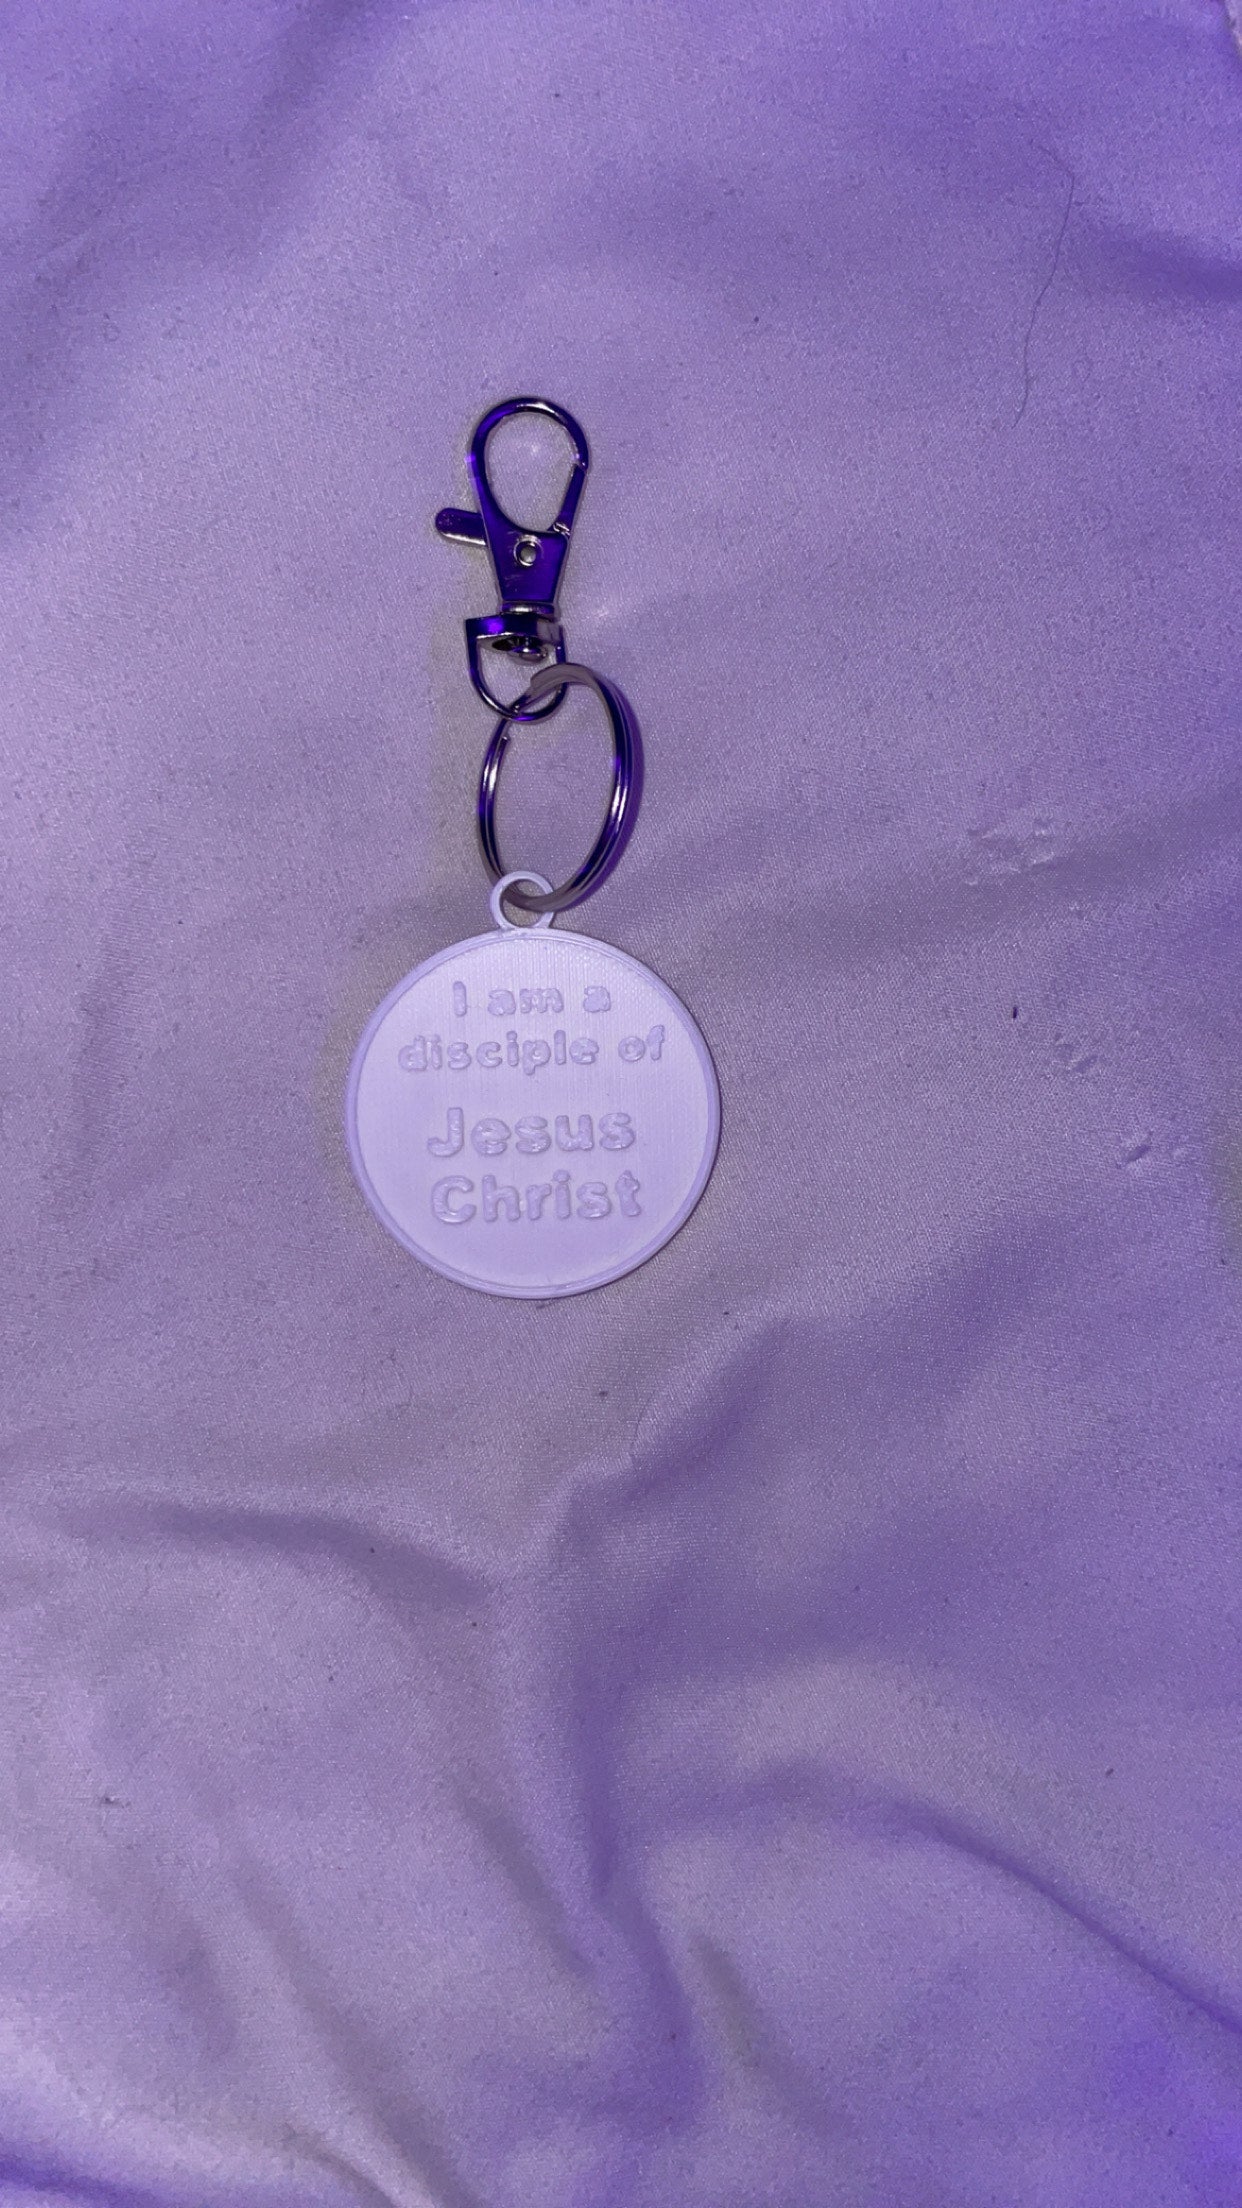 I am a
disciple of
Jesus
Christ